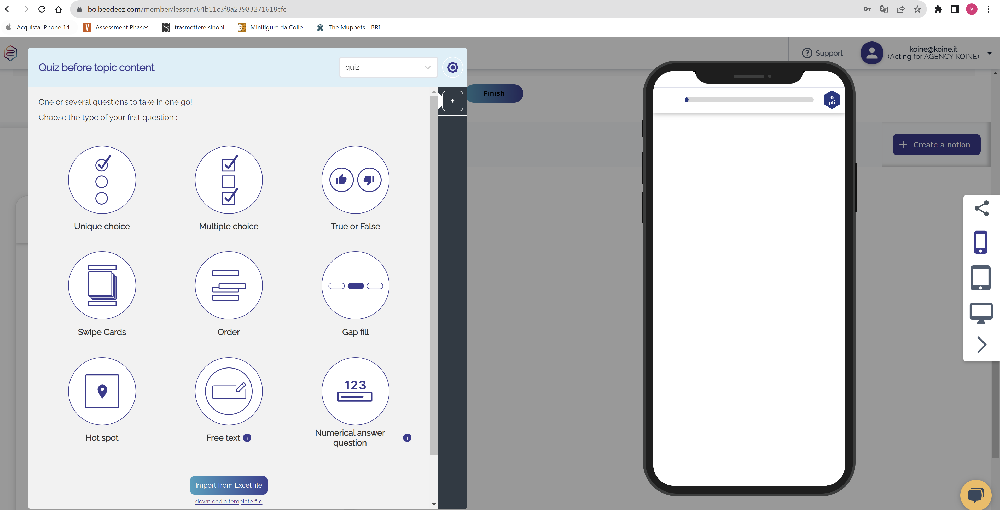 bo.beedeez.com/member/lesson/64b11c3f8a23983271618cfc
V
Acquista iPhone 14...
Assessment Phases...
trasmettere sinoni...
Minifigure da Colle...
The Muppets - BRI...
Support
koine@koine.it
(Acting for AGENCY KOINE)
Quiz before topic content
quiz
Finish
One or several questions to take in one go!
Choose the type of your first question :
+
0
pti
+ Create a notion
Unique choice
Multiple choice
True or False
Swipe Cards
Order
Gap fill
123
Hot spot
Free text
Numerical answer
question
Import from Excel file
download a template file